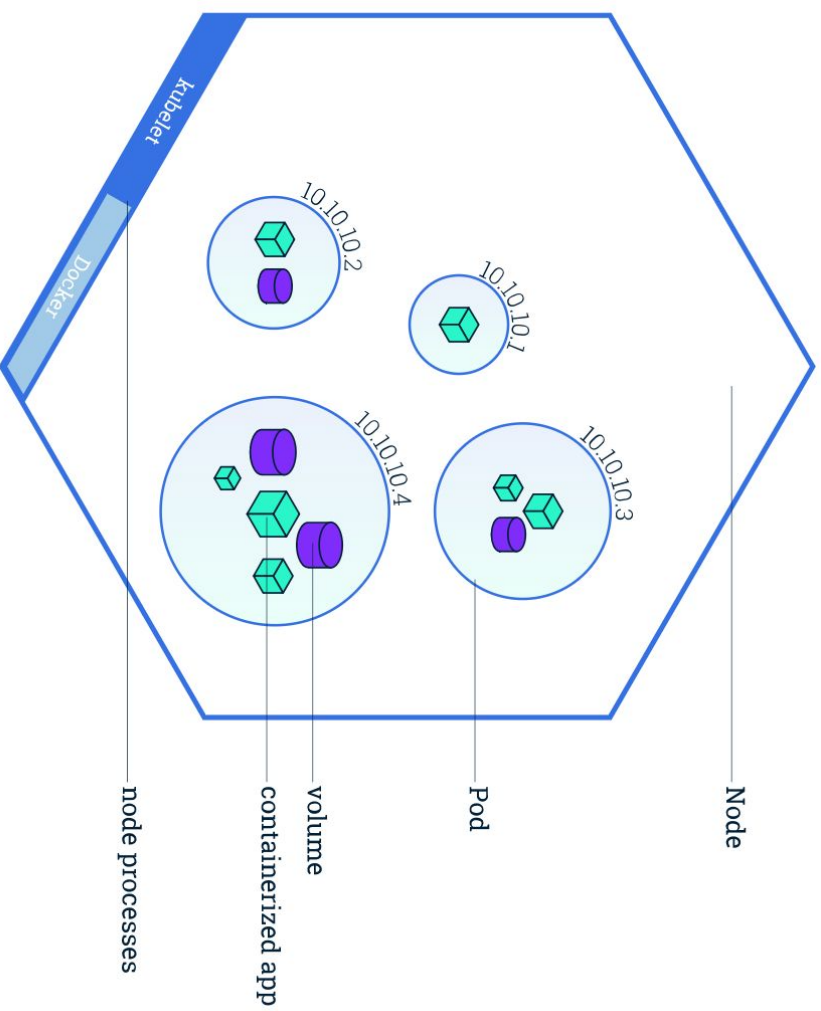 Node
10.10.10.3
10.10.10.1
Pod
10.10.10.4
volume
10.10.10.2
containerized app
node processes
kubelet
Docker